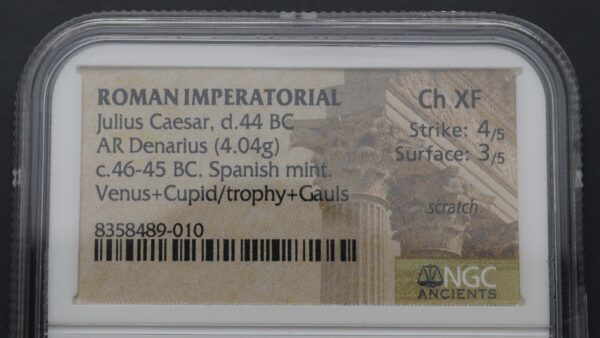 ROMAN IMPERATORIAL
Julius Caesar, d.44 BC
AR Denarius (4.04g)
c.46-45 BC. Spanish mint.
Venus+Cupid/trophy+Gauls
8358489-010
Ch XF
Strike: 4/5
Surface: 3/5
scratch
NGC
ANCIENTS